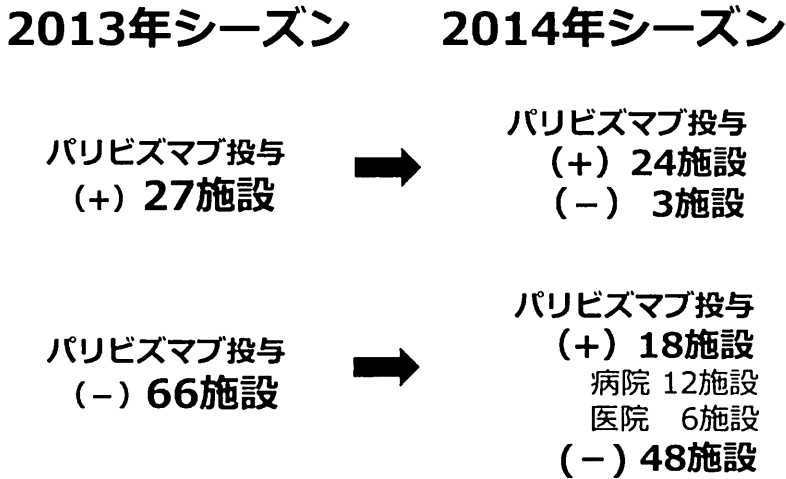 2013年シーズン
2014年シーズン
パリビズマブ投与
（+）27施設
パリビズマブ投与
（+）24施設
（−） 3施設
パリビズマブ投与
（−）66施設
パリビズマブ投与
（+）18施設
病院 12施設
医院 6施設
（−）48施設